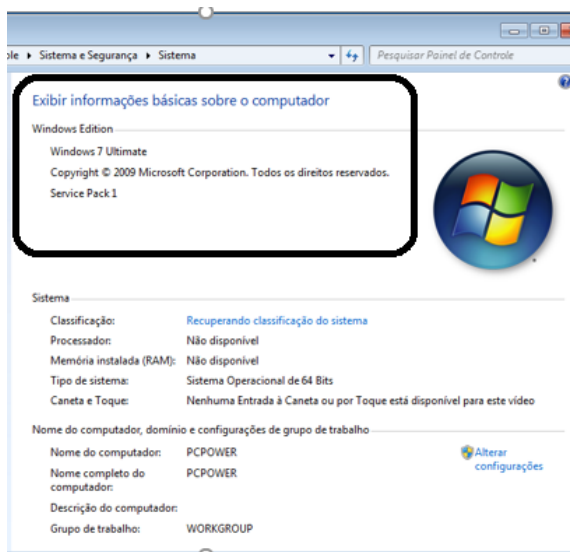 ole ▸ Sistema e Segurança ▸ Sistema
Pesquisar Painel de Controle
Exibir informações básicas sobre o computador
Windows Edition
Windows 7 Ultimate
Copyright © 2009 Microsoft Corporation. Todos os direitos reservados.
Service Pack 1
Sistema
Classificação: Recuperando classificação do sistema
Processador: Não disponível
Memória instalada (RAM): Não disponível
Tipo de sistema: Sistema Operacional de 64 Bits
Caneta e Toque: Nenhuma Entrada à Caneta ou por Toque está disponível para este vídeo
Nome do computador, domínio e configurações de grupo de trabalho
Nome do computador: PCPOWER
Alterar
configurações
Nome completo do PCPOWER
computador:
Descrição do computador:
Grupo de trabalho: WORKGROUP